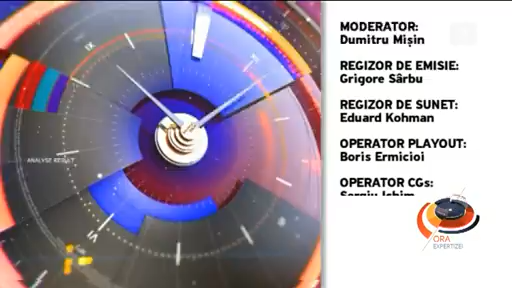 MODERATOR:
Dumitru Mişin
REGIZOR DE EMISIE:
Grigore Sârbu
REGIZOR DE SUNET:
Eduard Kohman
OPERATOR PLAYOUT:
Boris Ermicioi
OPERATOR CGs:
ANALYSE RESULT
ORA
EXPERTIZEI